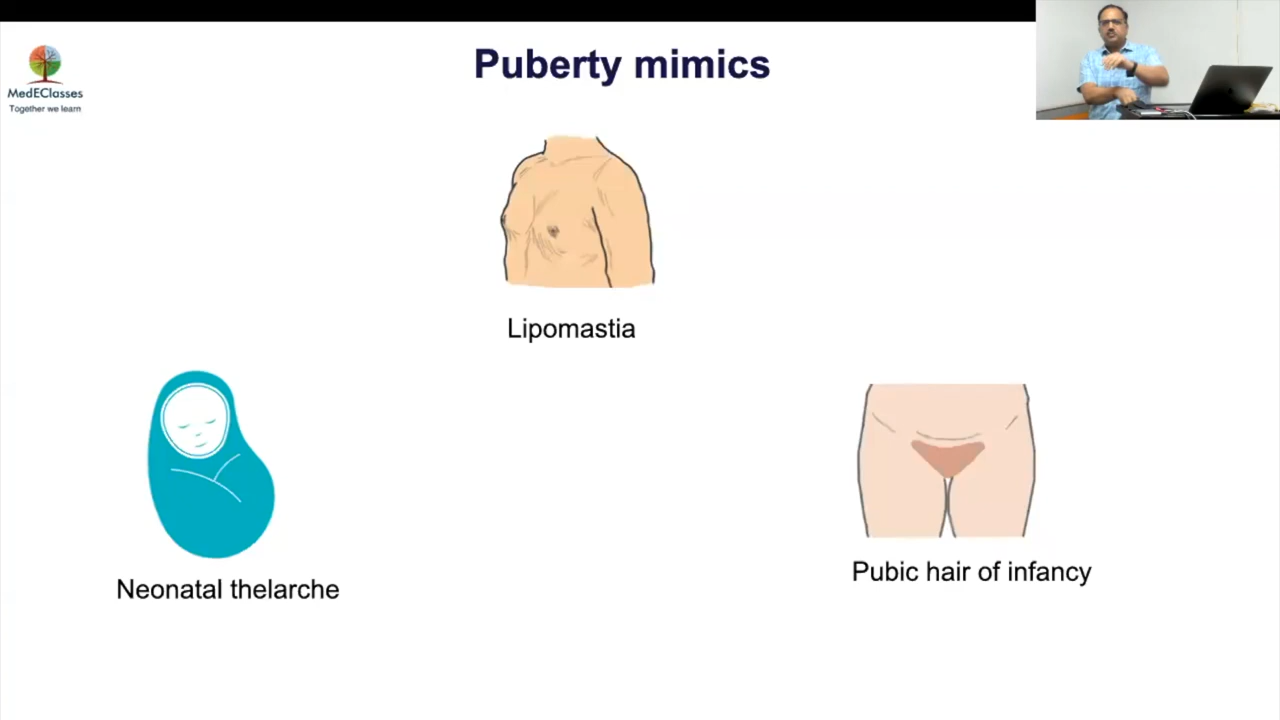 Puberty mimics
MedEClasses
Together we learn
Lipomastia
Neonatal thelarche
Pubic hair of infancy